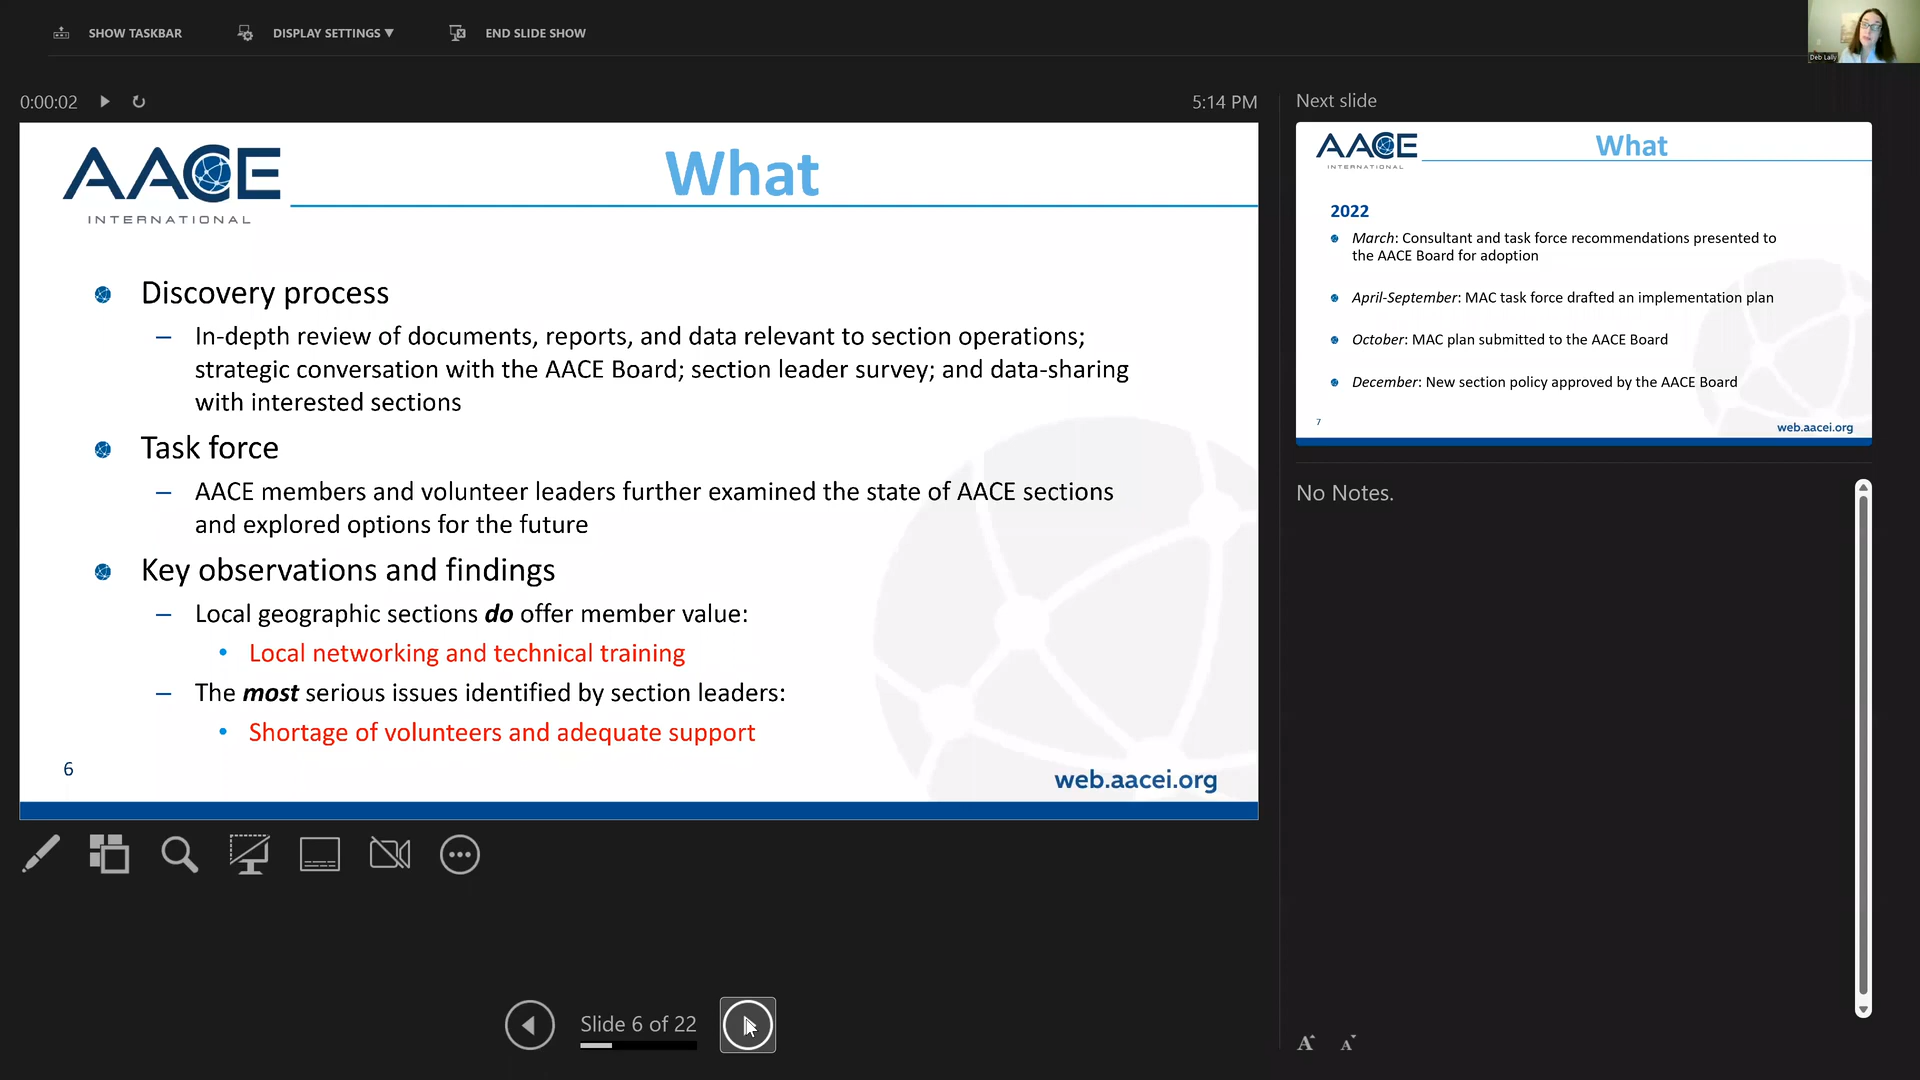 SHOW TASKBAR
DISPLAY SETTINGS ▼
END SLIDE SHOW
Deb Lally
0:00:02
5:14 PM
AACE
INTERNATIONAL
What
Discovery process
– In-depth review of documents, reports, and data relevant to section operations;
strategic conversation with the AACE Board; section leader survey; and data-sharing
with interested sections
Task force
– AACE members and volunteer leaders further examined the state of AACE sections
and explored options for the future
Key observations and findings
– Local geographic sections do offer member value:
• Local networking and technical training
– The most serious issues identified by section leaders:
• Shortage of volunteers and adequate support
6
web.aacei.org
Slide 6 of 22
Next slide
AACE
INTERNATIONAL
What
2022
March: Consultant and task force recommendations presented to
the AACE Board for adoption
April-September: MAC task force drafted an implementation plan
October: MAC plan submitted to the AACE Board
December: New section policy approved by the AACE Board
7
web.aacei.org
No Notes.
A A